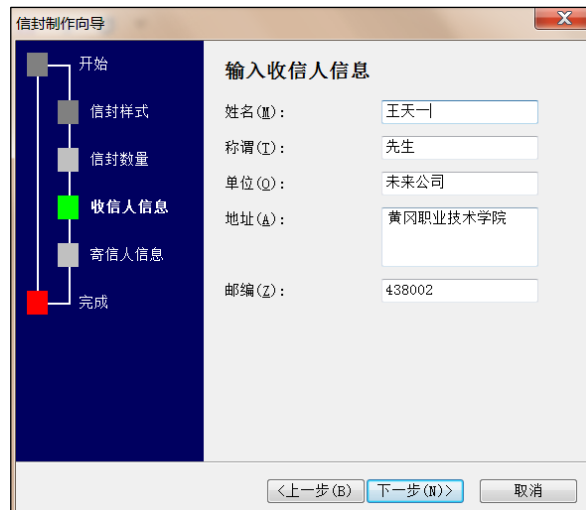 信封制作向导
开始
信封样式
信封数量
收信人信息
寄信人信息
完成
输入收信人信息
姓名(M)：
王天一
称谓(T)：
先生
单位(O)：
未来公司
地址(A)：
黄冈职业技术学院
邮编(Z)：
438002
<上一步(B)
下一步(N)>
取消